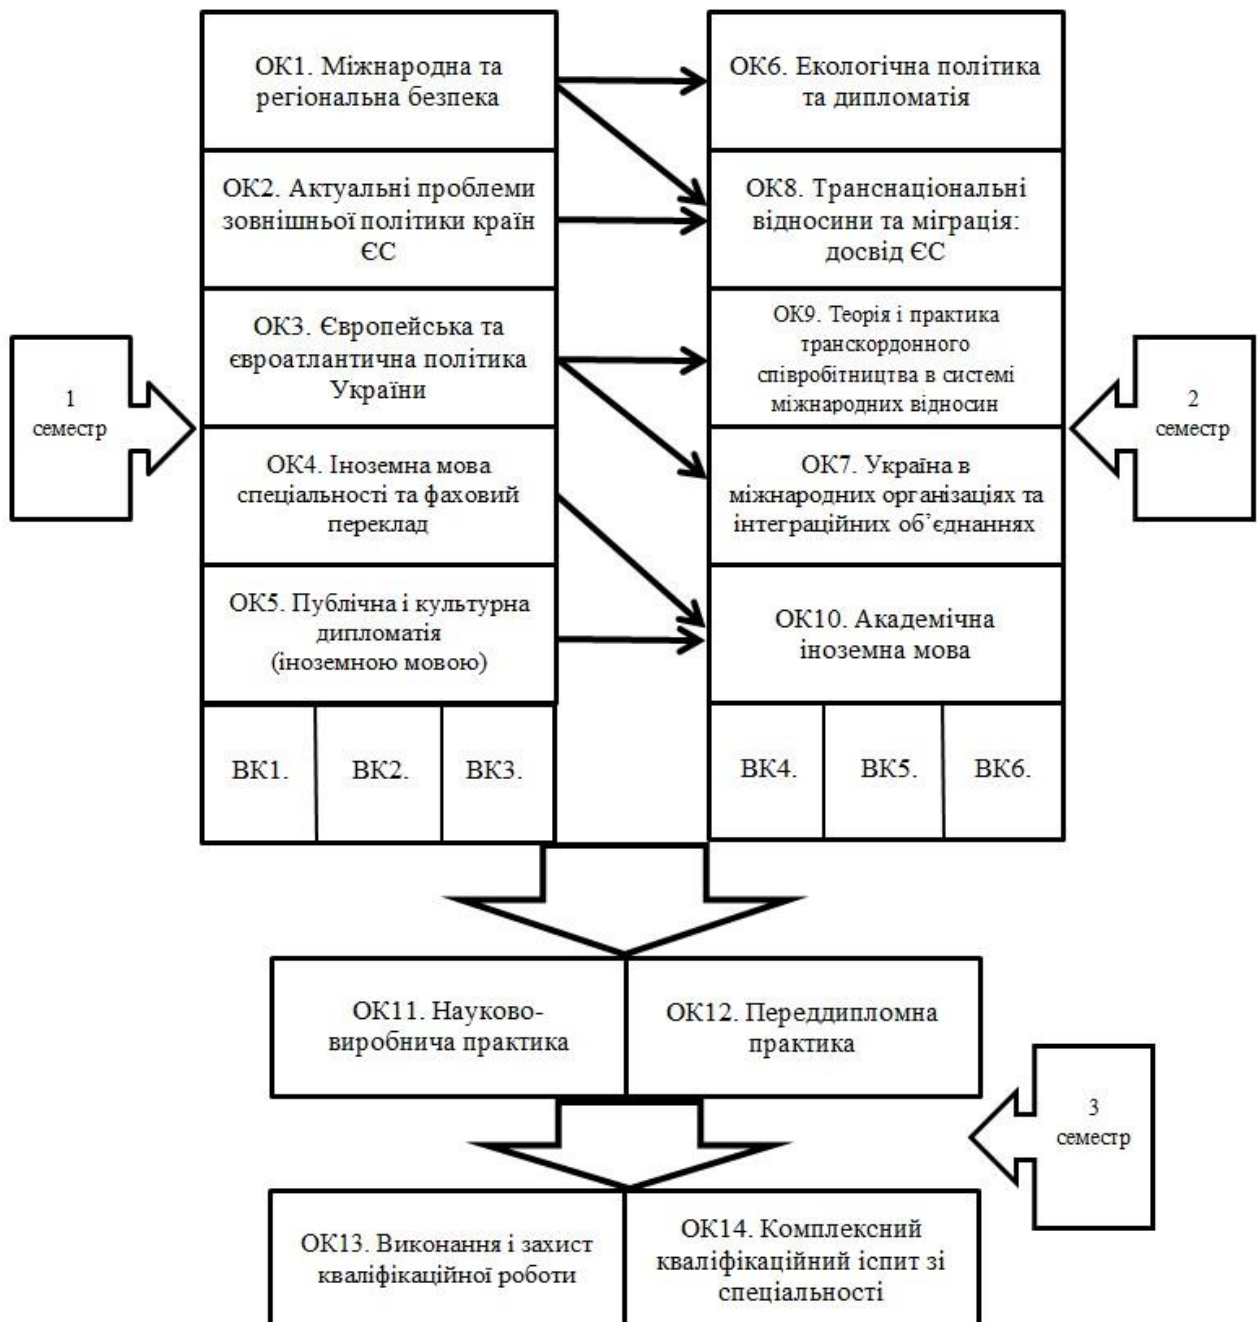 ОК1. Міжнародна та
регіональна безпека
ОК6. Екологічна політика
та дипломатія
ОК2. Актуальні проблеми
зовнішньої політики країн
ЄС
ОК8. Транснаціональні
відносини та міграція:
досвід ЄС
1
семестр
ОК3. Європейська та
євроатлантична політика
України
ОК9. Теорія і практика
транскордонного
співробітництва в системі
міжнародних відносин
2
семестр
ОК4. Іноземна мова
спеціальності та фаховий
переклад
ОК7. Україна в
міжнародних організаціях та
інтеграційних об’єднаннях
ОК5. Публічна і культурна
дипломатія
(іноземною мовою)
ОК10. Академічна
іноземна мова
ВК1.
ВК2.
ВК3.
ВК4.
ВК5.
ВК6.
ОК11. Науково-
виробнича практика
ОК12. Переддипломна
практика
3
семестр
ОК13. Виконання і захист
кваліфікаційної роботи
ОК14. Комплексний
кваліфікаційний іспит зі
спеціальності